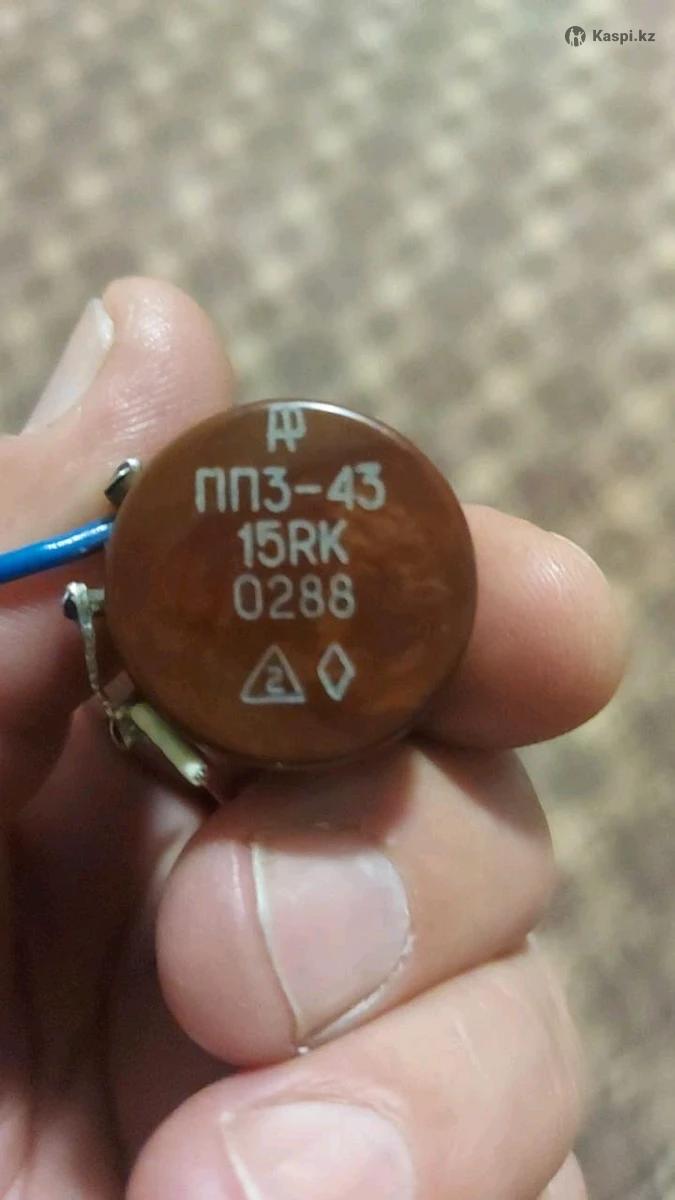 Kaspi.kz
ПП3-43
15RK
0288
2